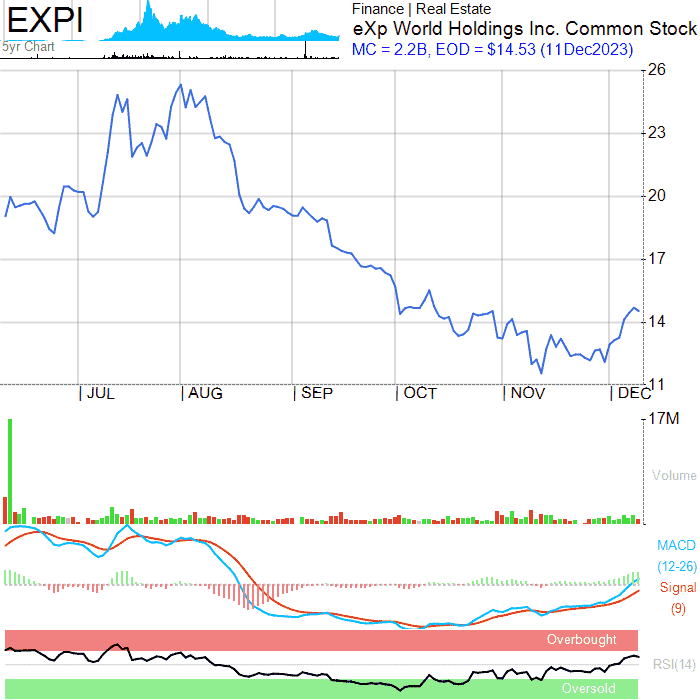 EXPI
5yr Chart
Finance | Real Estate
eXp World Holdings Inc. Common Stock
MC = 2.2B, EOD = $14.53 (11Dec2023)
26
23
20
17
14
11
JUL
AUG
SEP
OCT
NOV
DEC
17M
Volume
MACD
(12-26)
Signal
(9)
Overbought
RSI(14)
Oversold